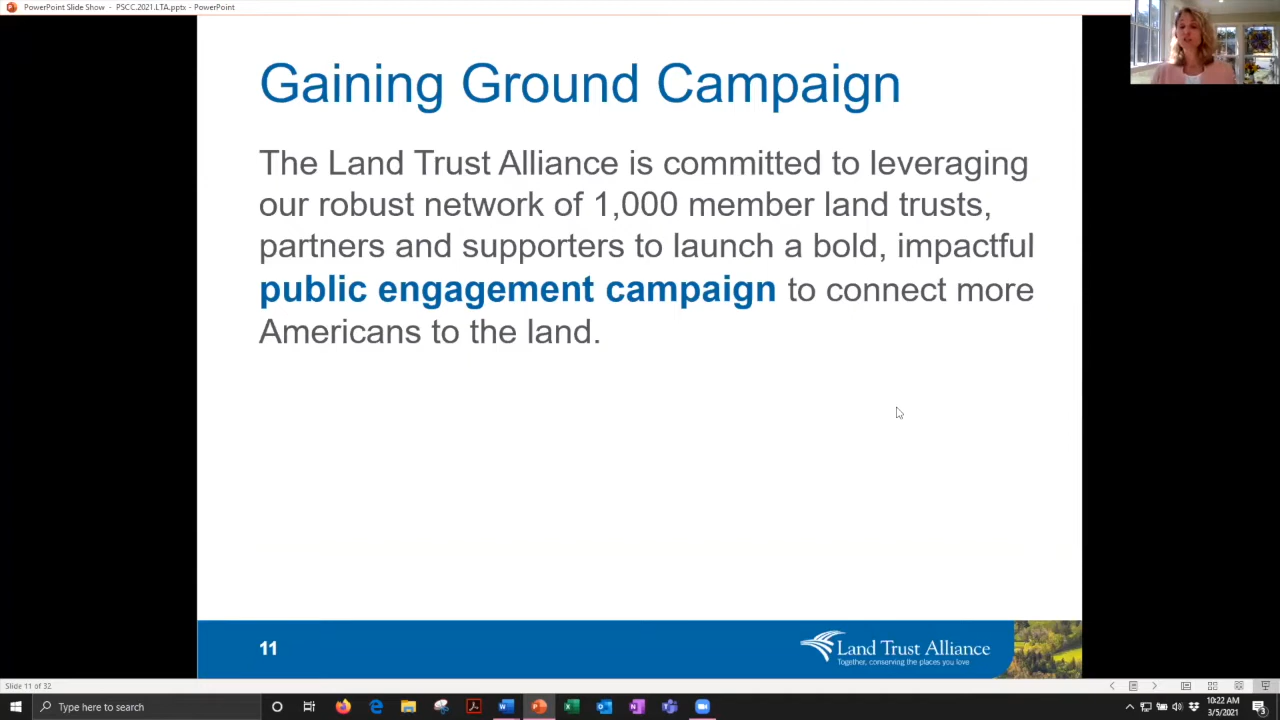 PowerPoint Slide Show - PSCC.2021.LTA.pptx - PowerPoint
Gaining Ground Campaign
The Land Trust Alliance is committed to leveraging
our robust network of 1,000 member land trusts,
partners and supporters to launch a bold, impactful
public engagement campaign to connect more
Americans to the land.
11
Land Trust Alliance
Together, conserving the places you love
Slide 11 of 32
Type here to search
10:22 AM
3/5/2021
3